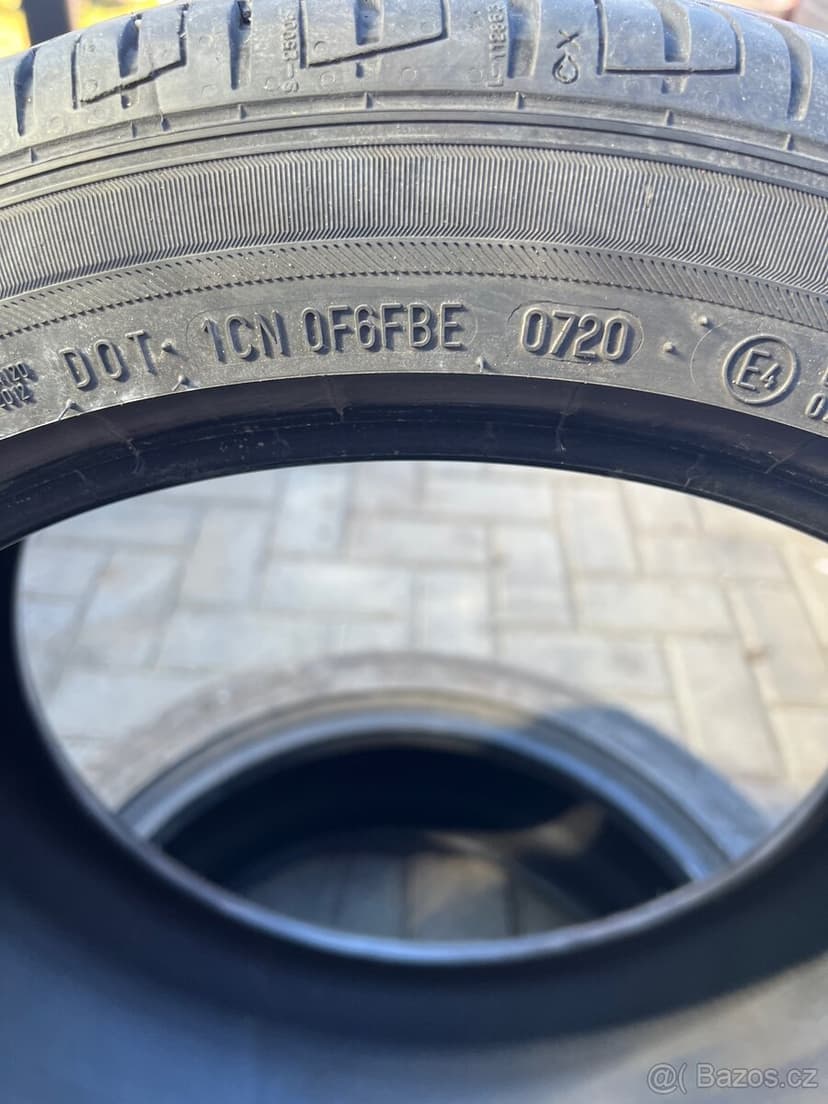 DOT 1CN 0F6FBE 0720 E4
@( Bazos.cz